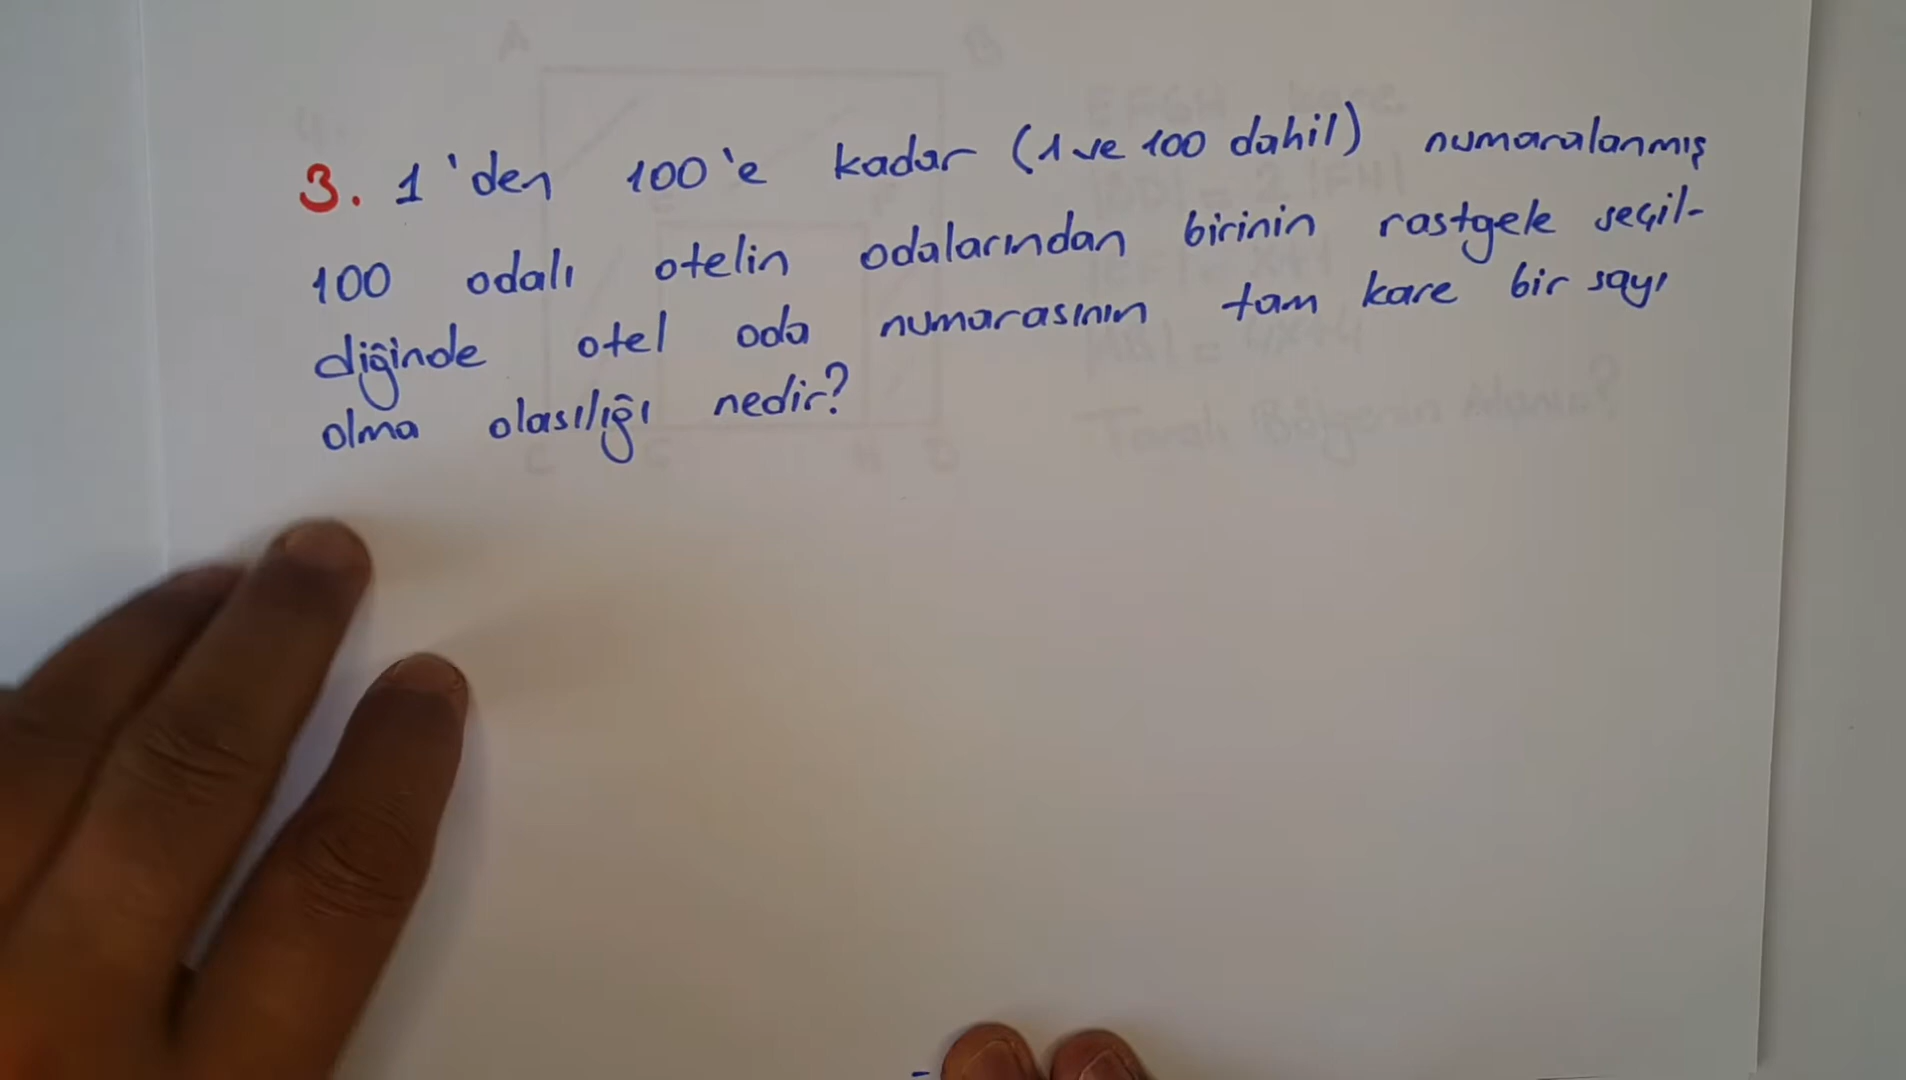 3. 1'den 100'e kadar (1 ve 100 dahil) numaralanmış
100 odalı otelin odalarından birinin rastgele seçil-
diğinde otel oda numarasının tam kare bir sayı
olma olasılığı nedir?